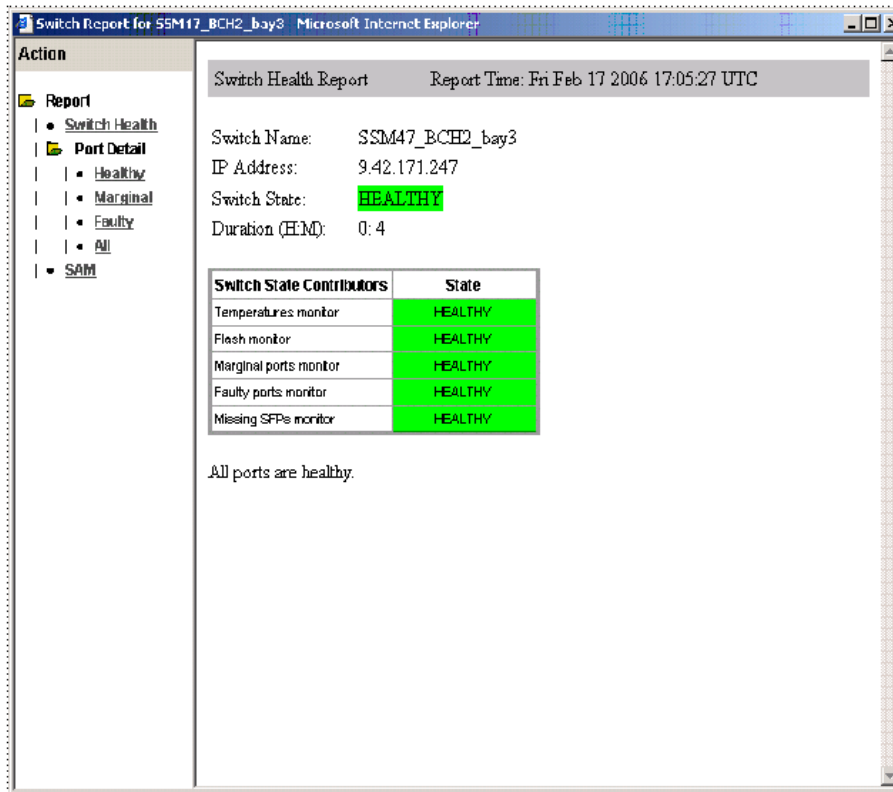 Switch Report for SSM17_BCH2_bay3 Microsoft Internet Explorer
Action
Report
Switch Health
Port Detail
Healthy
Marginal
Faulty
All
SAM
Switch Health Report Report Time: Fri Feb 17 2006 17:05:27 UTC
Switch Name: SSM47_BCH2_bay3
IP Address: 9.42.171.247
Switch State: HEALTHY
Duration (H:M): 0: 4
Switch State Contributors State
Temperatures monitor HEALTHY
Flash monitor HEALTHY
Marginal ports monitor HEALTHY
Faulty ports monitor HEALTHY
Missing SFPs monitor HEALTHY
All ports are healthy.